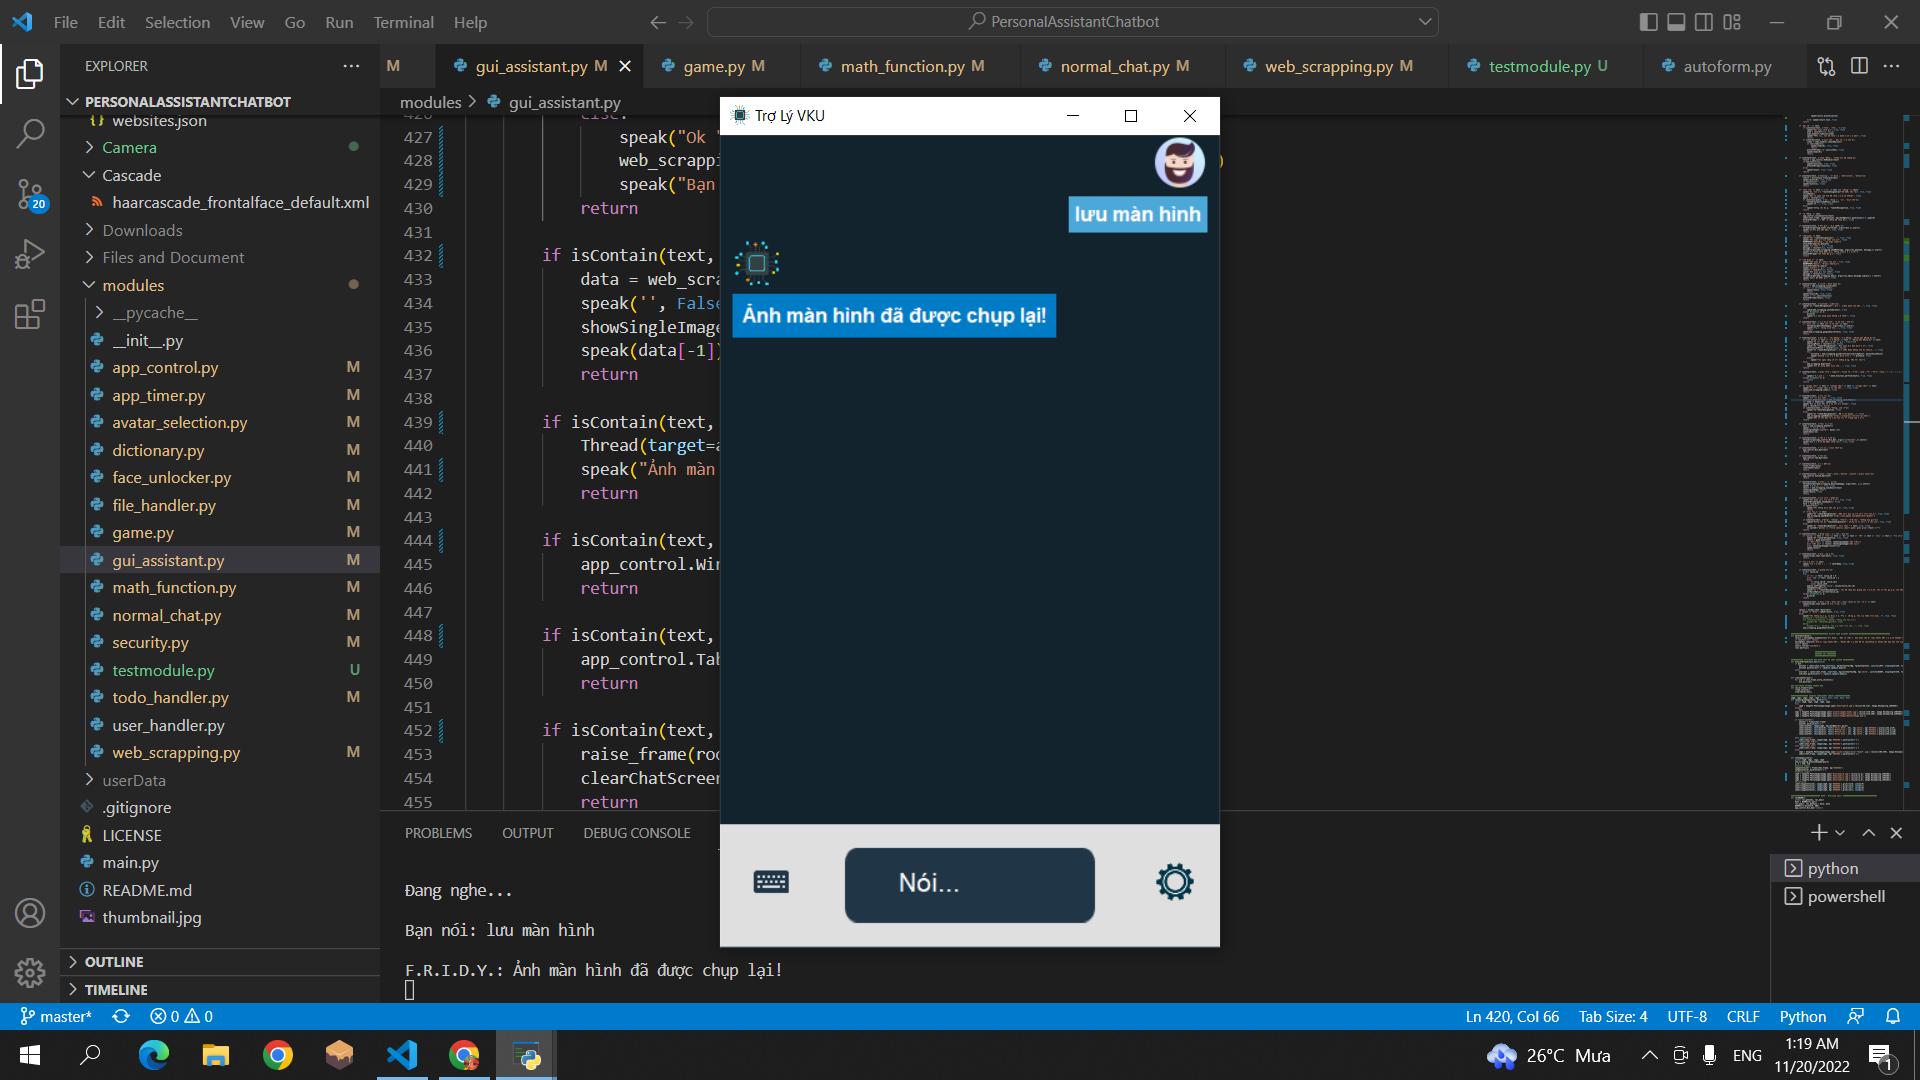 File Edit Selection View Go Run Terminal Help
PersonalAssistantChatbot
EXPLORER
M
gui_assistant.py M
game.py M
math_function.py M
normal_chat.py M
web_scrapping.py M
testmodule.py U
autoform.py
PERSONALASSISTANTCHATBOT
websites.json
Camera
Cascade
haarcascade_frontalface_default.xml
Downloads
Files and Document
modules
__pycache__
__init__.py
app_control.py M
app_timer.py M
avatar_selection.py M
dictionary.py M
face_unlocker.py M
file_handler.py M
game.py M
gui_assistant.py M
math_function.py M
normal_chat.py M
security.py M
testmodule.py U
todo_handler.py M
user_handler.py
web_scrapping.py M
userData
.gitignore
LICENSE
main.py
README.md
thumbnail.jpg
OUTLINE
TIMELINE
20
modules > gui_assistant.py
426 else:
427 speak("Ok
428 web_scrappi
429 speak("Bạn
430 return
431
432 if isContain(text,
433 data = web_scra
434 speak('', False
435 showSingleImage
436 speak(data[-1])
437 return
438
439 if isContain(text,
440 Thread(target=a
441 speak("Ảnh màn
442 return
443
444 if isContain(text,
445 app_control.Win
446 return
447
448 if isContain(text,
449 app_control.Tab
450 return
451
452 if isContain(text,
453 raise_frame(roo
454 clearChatScreen
455 return
)
Trợ Lý VKU
lưu màn hình
Ảnh màn hình đã được chụp lại!
Nói...
PROBLEMS OUTPUT DEBUG CONSOLE
Đang nghe...
Bạn nói: lưu màn hình
F.R.I.D.Y.: Ảnh màn hình đã được chụp lại!
python
powershell
master* 0 0
Ln 420, Col 66 Tab Size: 4 UTF-8 CRLF Python
26°C Mưa
ENG
1:19 AM
11/20/2022
1